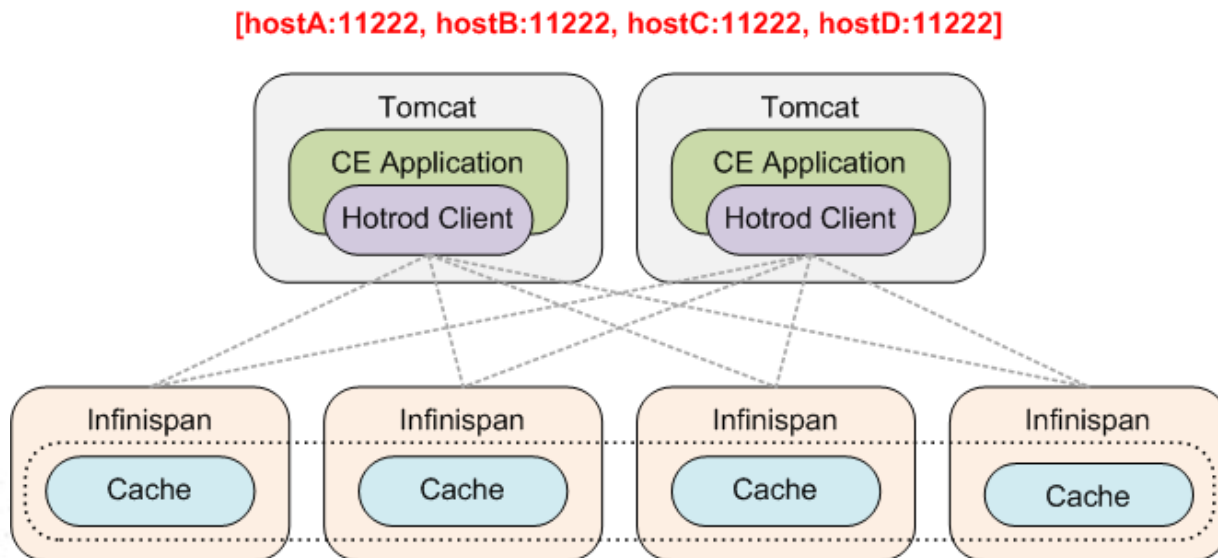 [hostA:11222, hostB:11222, hostC:11222, hostD:11222]
Tomcat
CE Application
Hotrod Client
Tomcat
CE Application
Hotrod Client
Infinispan
Cache
Infinispan
Cache
Infinispan
Cache
Infinispan
Cache